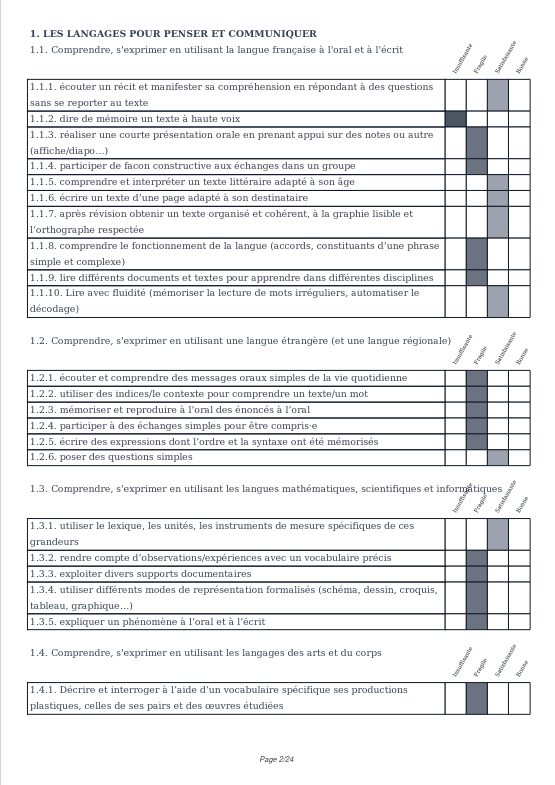 1. LES LANGAGES POUR PENSER ET COMMUNIQUER
1.1. Comprendre, s'exprimer en utilisant la langue française à l'oral et à l'écrit
Insuffisante Fragile Satisfaisante Bonne
1.1.1. écouter un récit et manifester sa compréhension en répondant à des questions
sans se reporter au texte
1.1.2. dire de mémoire un texte à haute voix
1.1.3. réaliser une courte présentation orale en prenant appui sur des notes ou autre
(affiche/diapo...)
1.1.4. participer de facon constructive aux échanges dans un groupe
1.1.5. comprendre et interpréter un texte littéraire adapté à son âge
1.1.6. écrire un texte d’une page adapté à son destinataire
1.1.7. après révision obtenir un texte organisé et cohérent, à la graphie lisible et
l’orthographe respectée
1.1.8. comprendre le fonctionnement de la langue (accords, constituants d’une phrase
simple et complexe)
1.1.9. lire différents documents et textes pour apprendre dans différentes disciplines
1.1.10. Lire avec fluidité (mémoriser la lecture de mots irréguliers, automatiser le
décodage)
1.2. Comprendre, s'exprimer en utilisant une langue étrangère (et une langue régionale)
Insuffisante Fragile Satisfaisante Bonne
1.2.1. écouter et comprendre des messages oraux simples de la vie quotidienne
1.2.2. utiliser des indices/le contexte pour comprendre un texte/un mot
1.2.3. mémoriser et reproduire à l’oral des énoncés à l’oral
1.2.4. participer à des échanges simples pour être compris·e
1.2.5. écrire des expressions dont l’ordre et la syntaxe ont été mémorisés
1.2.6. poser des questions simples
1.3. Comprendre, s'exprimer en utilisant les langues mathématiques, scientifiques et informatiques
Insuffisante Fragile Satisfaisante Bonne
1.3.1. utiliser le lexique, les unités, les instruments de mesure spécifiques de ces
grandeurs
1.3.2. rendre compte d’observations/expériences avec un vocabulaire précis
1.3.3. exploiter divers supports documentaires
1.3.4. utiliser différents modes de représentation formalisés (schéma, dessin, croquis,
tableau, graphique...)
1.3.5. expliquer un phénomène à l’oral et à l’écrit
1.4. Comprendre, s'exprimer en utilisant les langages des arts et du corps
Insuffisante Fragile Satisfaisante Bonne
1.4.1. Décrire et interroger à l’aide d’un vocabulaire spécifique ses productions
plastiques, celles de ses pairs et des œuvres étudiées
Page 2/24